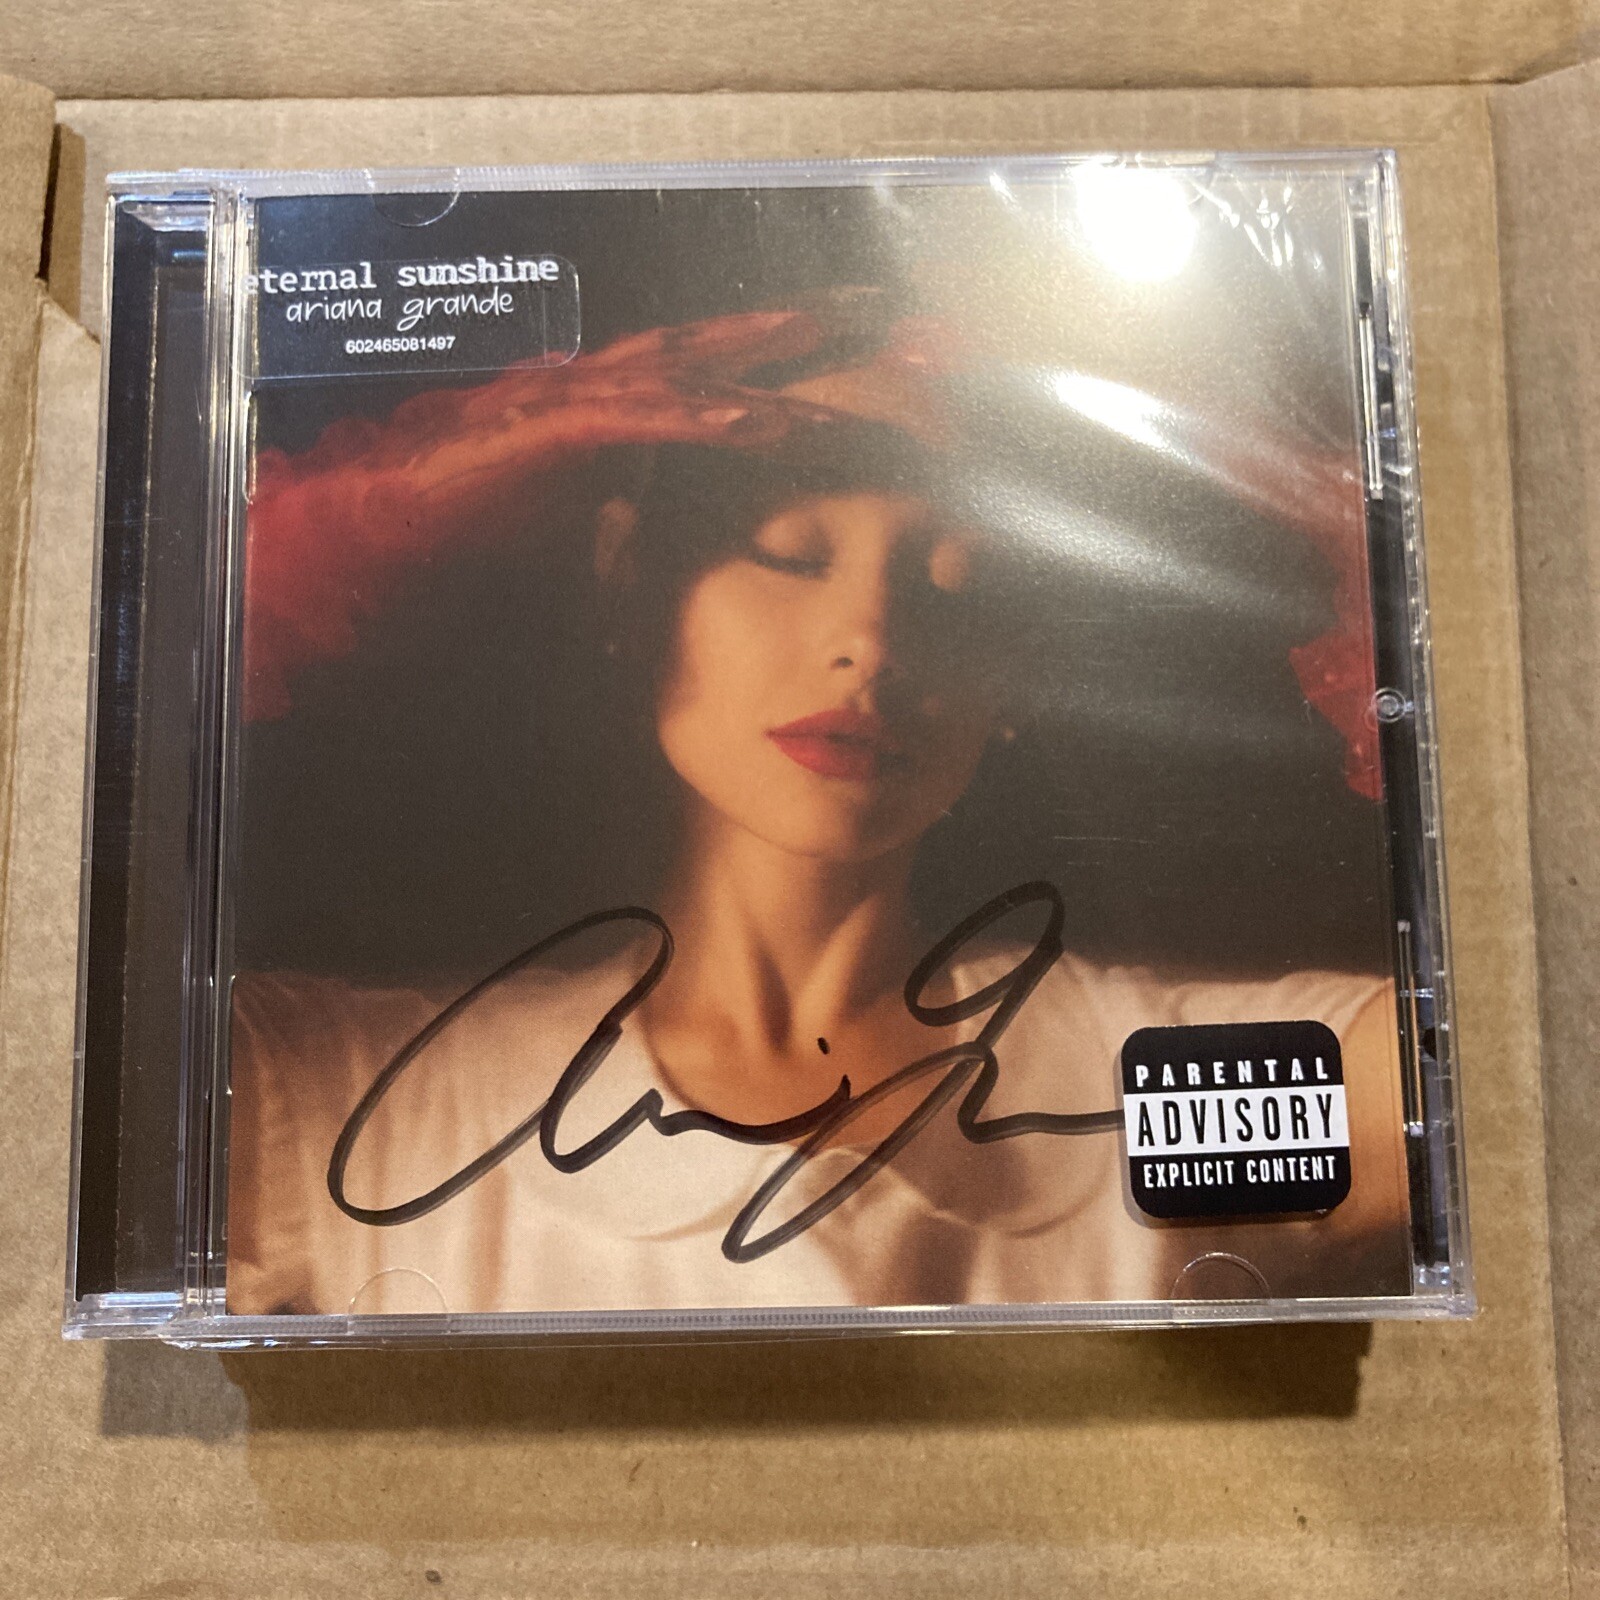 eternal sunshine
ariana grande
602465081497
PARENTAL
ADVISORY
EXPLICIT CONTENT